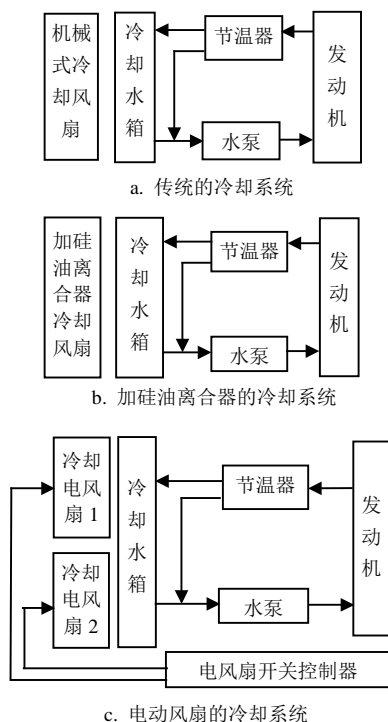 机械
式冷
却风
扇
冷
却
水
箱
节温器
水泵
发
动
机
a. 传统的冷却系统
加硅
油离
合器
冷却
风扇
冷
却
水
箱
节温器
水泵
发
动
机
b. 加硅油离合器的冷却系统
冷却
电风
扇 1
冷却
电风
扇 2
冷
却
水
箱
节温器
水泵
发
动
机
电风扇开关控制器
c. 电动风扇的冷却系统